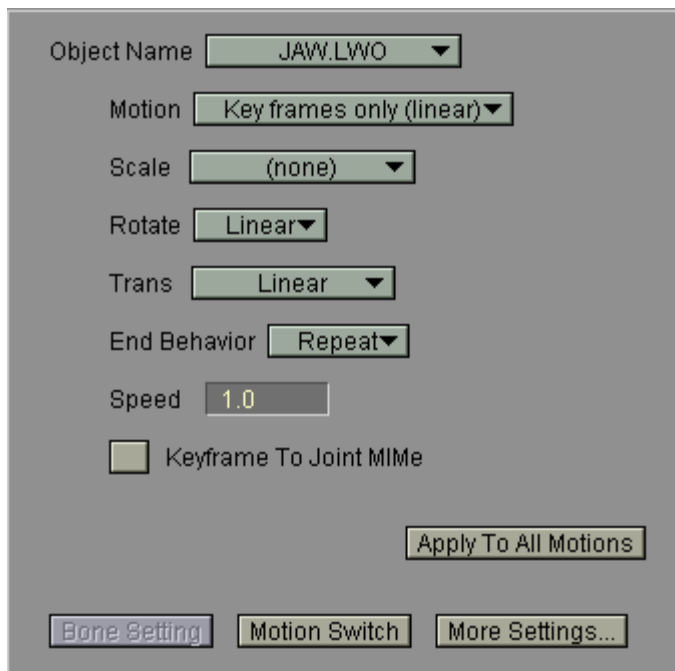 Object Name JAW.LWO
Motion Key frames only (linear)
Scale (none)
Rotate Linear
Trans Linear
End Behavior Repeat
Speed 1.0
Keyframe To Joint MIMe
Apply To All Motions
Bone Setting Motion Switch More Settings...